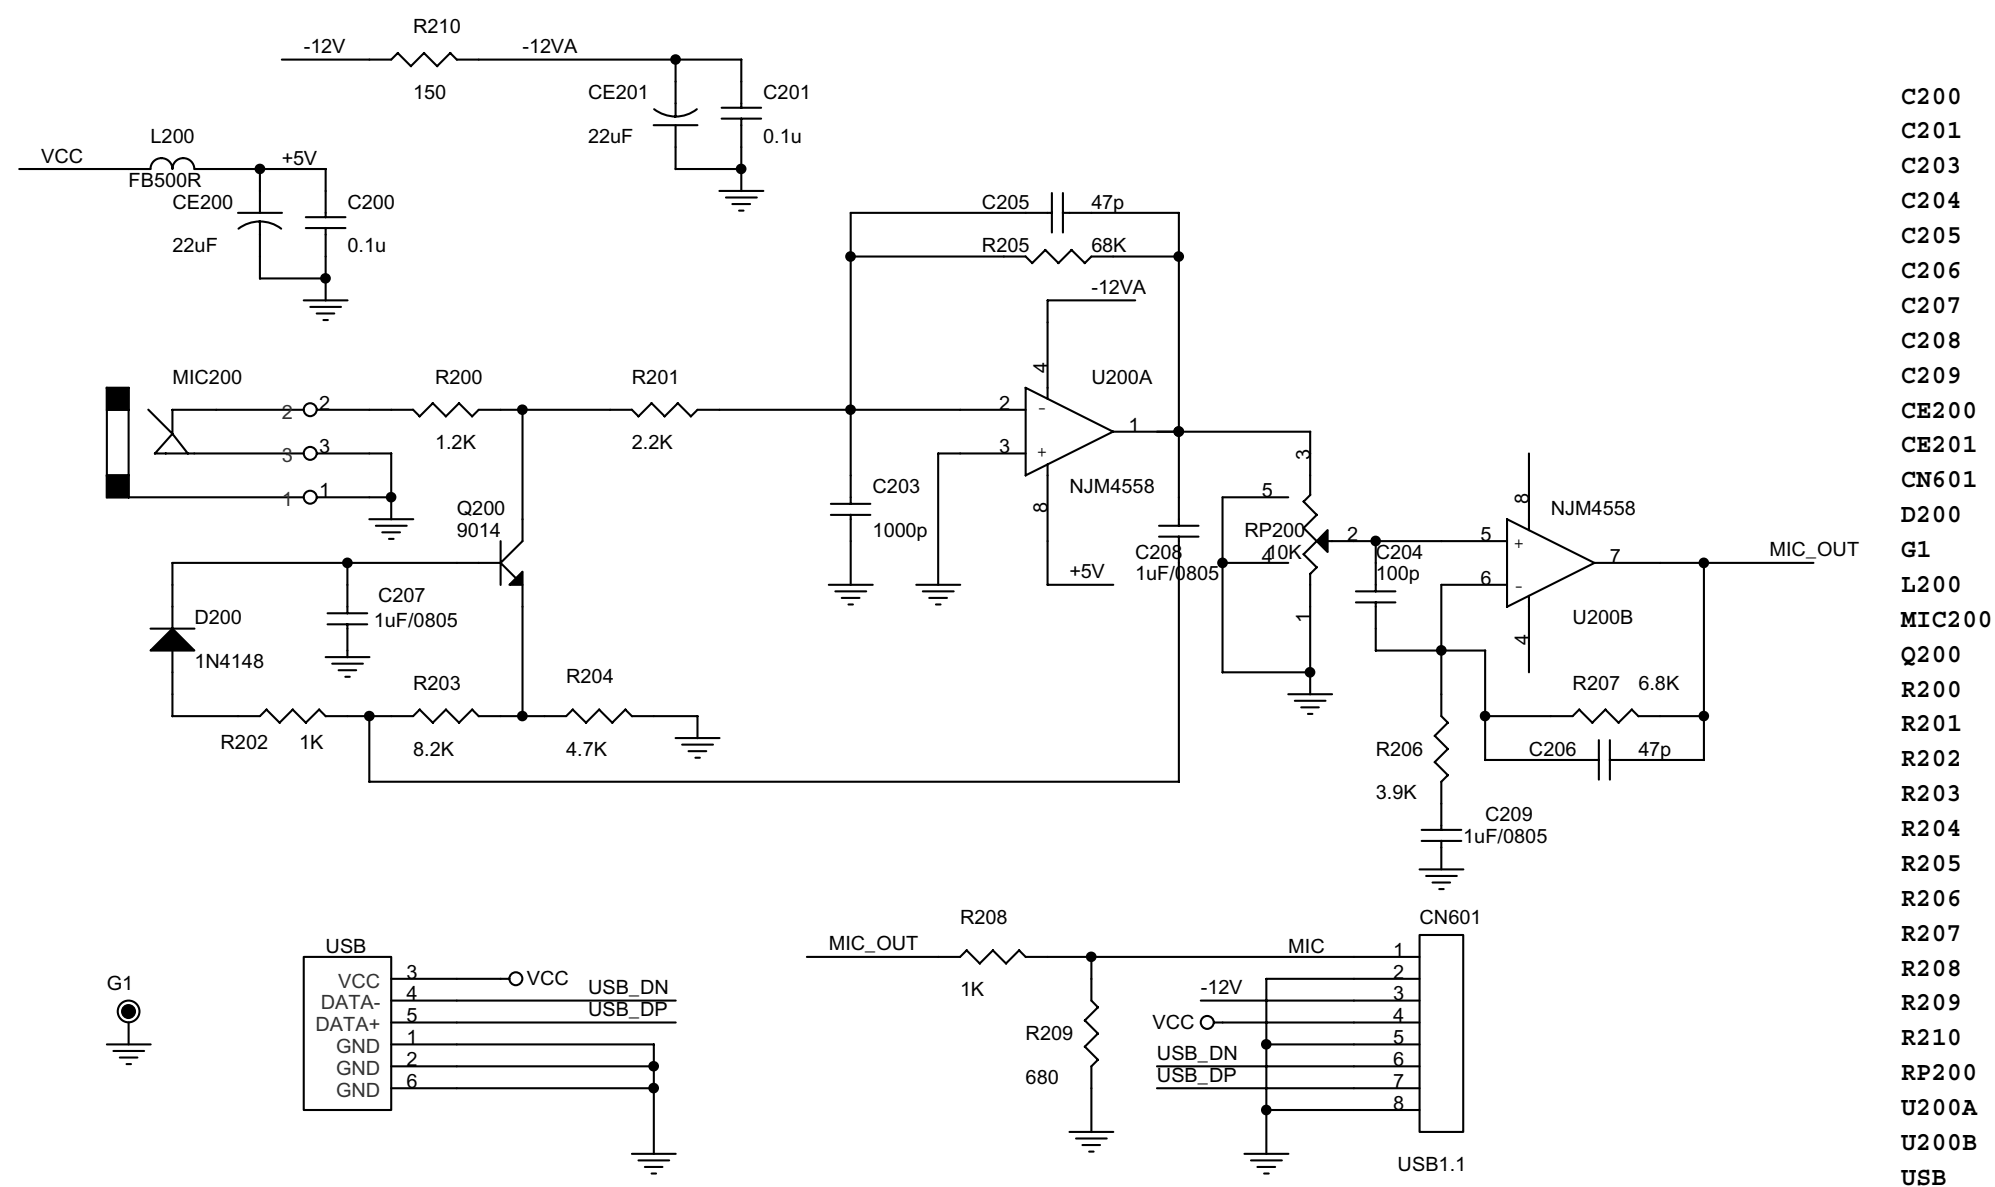 R210
-12V
-12VA
150
CE201
C201
22uF
0.1u
L200
VCC
+5V
FB500R
CE200
C200
22uF
0.1u
C205
47p
R205
68K
-12VA
4
MIC200
R200
R201
U200A
2
2
1.2K
2.2K
2
-
1
3
3
3
+
1
1
8
NJM4558
C203
1000p
Q200
9014
+5V
C208
1uF/0805
3
5
RP200
10K
4
2
1
C204
100p
8
NJM4558
5
+
7
MIC_OUT
6
-
U200B
4
C207
1uF/0805
D200
1N4148
R203
R204
R202
1K
8.2K
4.7K
R207
6.8K
C206
47p
R206
3.9K
C209
1uF/0805
G1
USB
VCC
3
VCC
DATA-
4
USB_DN
DATA+
5
USB_DP
GND
1
GND
2
GND
6
R208
MIC_OUT
1K
R209
680
CN601
MIC
1
2
-12V
3
VCC
4
5
USB_DN
6
USB_DP
7
8
USB1.1
C200
C201
C203
C204
C205
C206
C207
C208
C209
CE200
CE201
CN601
D200
G1
L200
MIC200
Q200
R200
R201
R202
R203
R204
R205
R206
R207
R208
R209
R210
RP200
U200A
U200B
USB